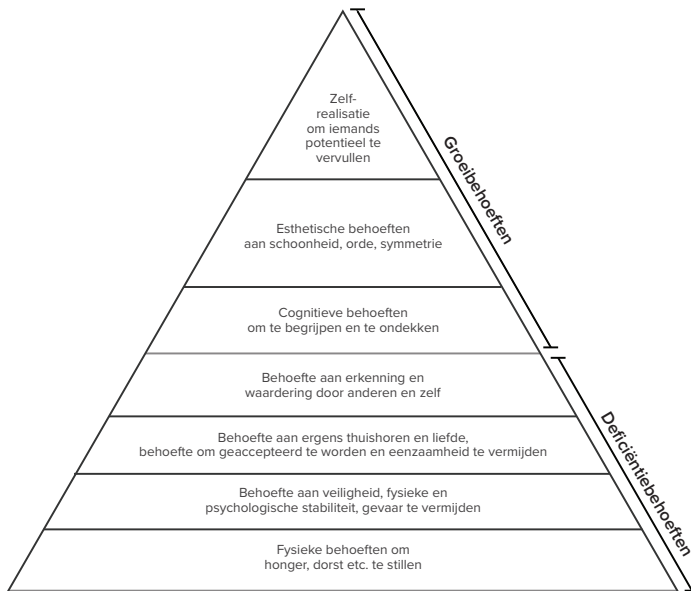 Zelf-
realisatie
om iemands
potentieel te
vervullen
Groeibehoeften
Esthetische behoeften
aan schoonheid, orde, symmetrie
Cognitieve behoeften
om te begrijpen en te ondekken
Behoefte aan erkenning en
waardering door anderen en zelf
Deficiëntiebehoeften
Behoefte aan ergens thuishoren en liefde,
behoefte om geaccepteerd te worden en eenzaamheid te vermijden
Behoefte aan veiligheid, fysieke en
psychologische stabiliteit, gevaar te vermijden
Fysieke behoeften om
honger, dorst etc. te stillen